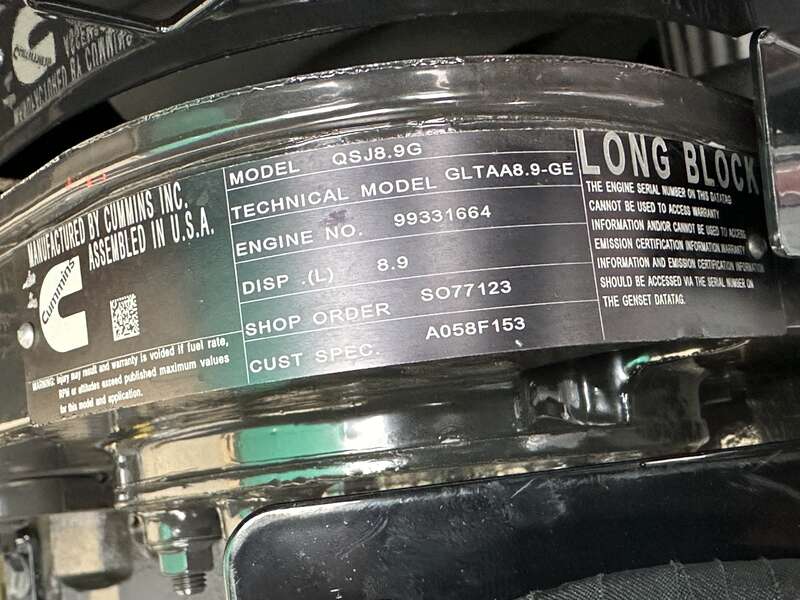 MANUFACTURED BY CUMMINS INC.
ASSEMBLED IN U.S.A.
Cummins
WARNING: Injury may result and warranty is voided if fuel rate,
RPM or altitudes exceed published maximum values
for this model and application.
MODEL QSJ8.9G
TECHNICAL MODEL GLTAA8.9-GE
ENGINE NO. 99331664
DISP .(L) 8.9
SHOP ORDER SO77123
CUST SPEC. A058F153
LONG BLOCK
THE ENGINE SERIAL NUMBER ON THIS DATATAG
CANNOT BE USED TO ACCESS WARRANTY
INFORMATION AND/OR CANNOT BE USED TO ACCESS
EMISSION CERTIFICATION INFORMATION WARRANTY
INFORMATION AND EMISSION CERTIFICATION INFORMATION
SHOULD BE ACCESSED VIA THE SERIAL NUMBER ON
THE GENSET DATATAG.